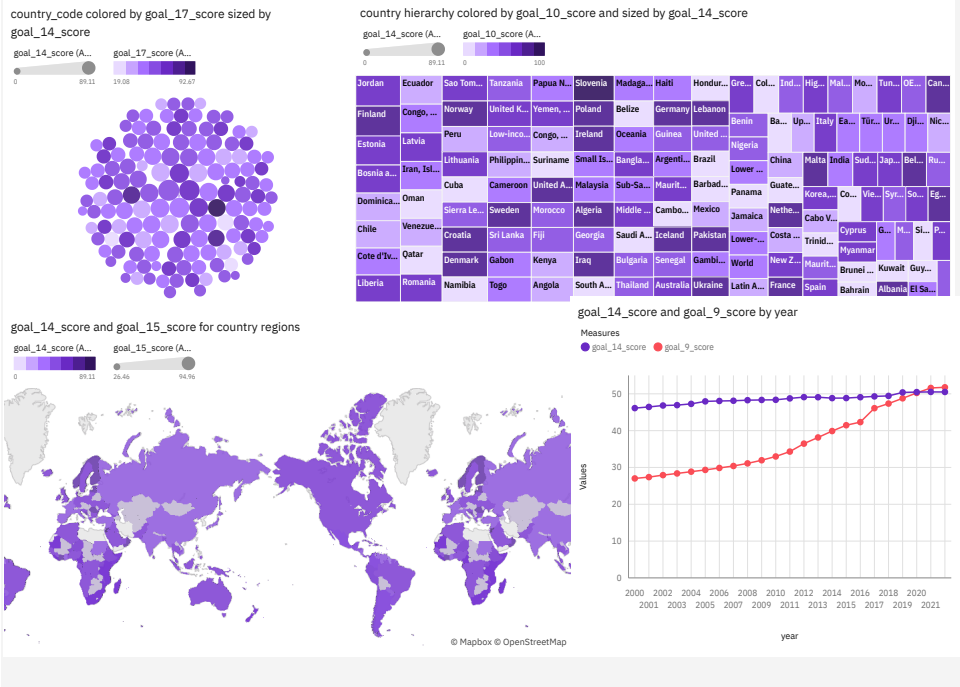 country_code colored by goal_17_score sized by
goal_14_score
goal_14_score (A... goal_17_score (A...
0 89.11 19.08 92.67
country hierarchy colored by goal_10_score and sized by goal_14_score
goal_14_score (A... goal_10_score (A...
0 89.11 0 100
Jordan
Finland
Estonia
Bosnia a...
Dominica...
Chile
Cote d'Iv...
Liberia
Ecuador
Congo, ...
Latvia
Iran, Isl...
Oman
Venezue...
Qatar
Romania
Sao Tom...
Norway
Peru
Lithuania
Cuba
Sierra Le...
Croatia
Denmark
Namibia
Tanzania
United K...
Low-inco...
Philippin...
Cameroon
Sweden
Sri Lanka
Gabon
Togo
Papua N...
Yemen, ...
Congo, ...
Suriname
United A...
Morocco
Fiji
Kenya
Angola
Slovenia
Poland
Ireland
Small Is...
Malaysia
Algeria
Georgia
Iraq
South A...
Madaga...
Belize
Oceania
Bangla...
Sub-Sa...
Middle ...
Saudi A...
Bulgaria
Thailand
Haiti
Germany
Guinea
Argenti...
Maurit...
Cambo...
Iceland
Senegal
Australia
Hondur...
Lebanon
United ...
Brazil
Barbad...
Mexico
Pakistan
Gambi...
Ukraine
Gre...
Benin
Nigeria
Lower ...
Panama
Jamaica
Lower-...
World
Latin A...
Col...
Ind...
Hig...
Mal...
Mo...
Tun...
OE...
Can...
Ba...
Up...
Italy
Ea...
Tür...
Ur...
Dji...
Nic...
China
Guate...
Nethe...
Costa ...
New Z...
France
Malta
India
Sud...
Jap...
Bel...
Ru...
Korea,...
Cabo V...
Trinid...
Maurit...
Spain
Co...
Vie...
Syr...
So...
Eg...
Cyprus
Myanmar
G...
M...
Si...
P...
Brunei ...
Kuwait
Guy...
Bahrain
Albania
El Sa...
goal_14_score and goal_15_score for country regions
goal_14_score (A... goal_15_score (A...
0 89.11 26.46 94.96
© Mapbox © OpenStreetMap
goal_14_score and goal_9_score by year
Measures
goal_14_score goal_9_score
Values
50
40
30
20
10
0
2000 2002 2004 2006 2008 2010 2012 2014 2016 2018 2020
2001 2003 2005 2007 2009 2011 2013 2015 2017 2019 2021
year